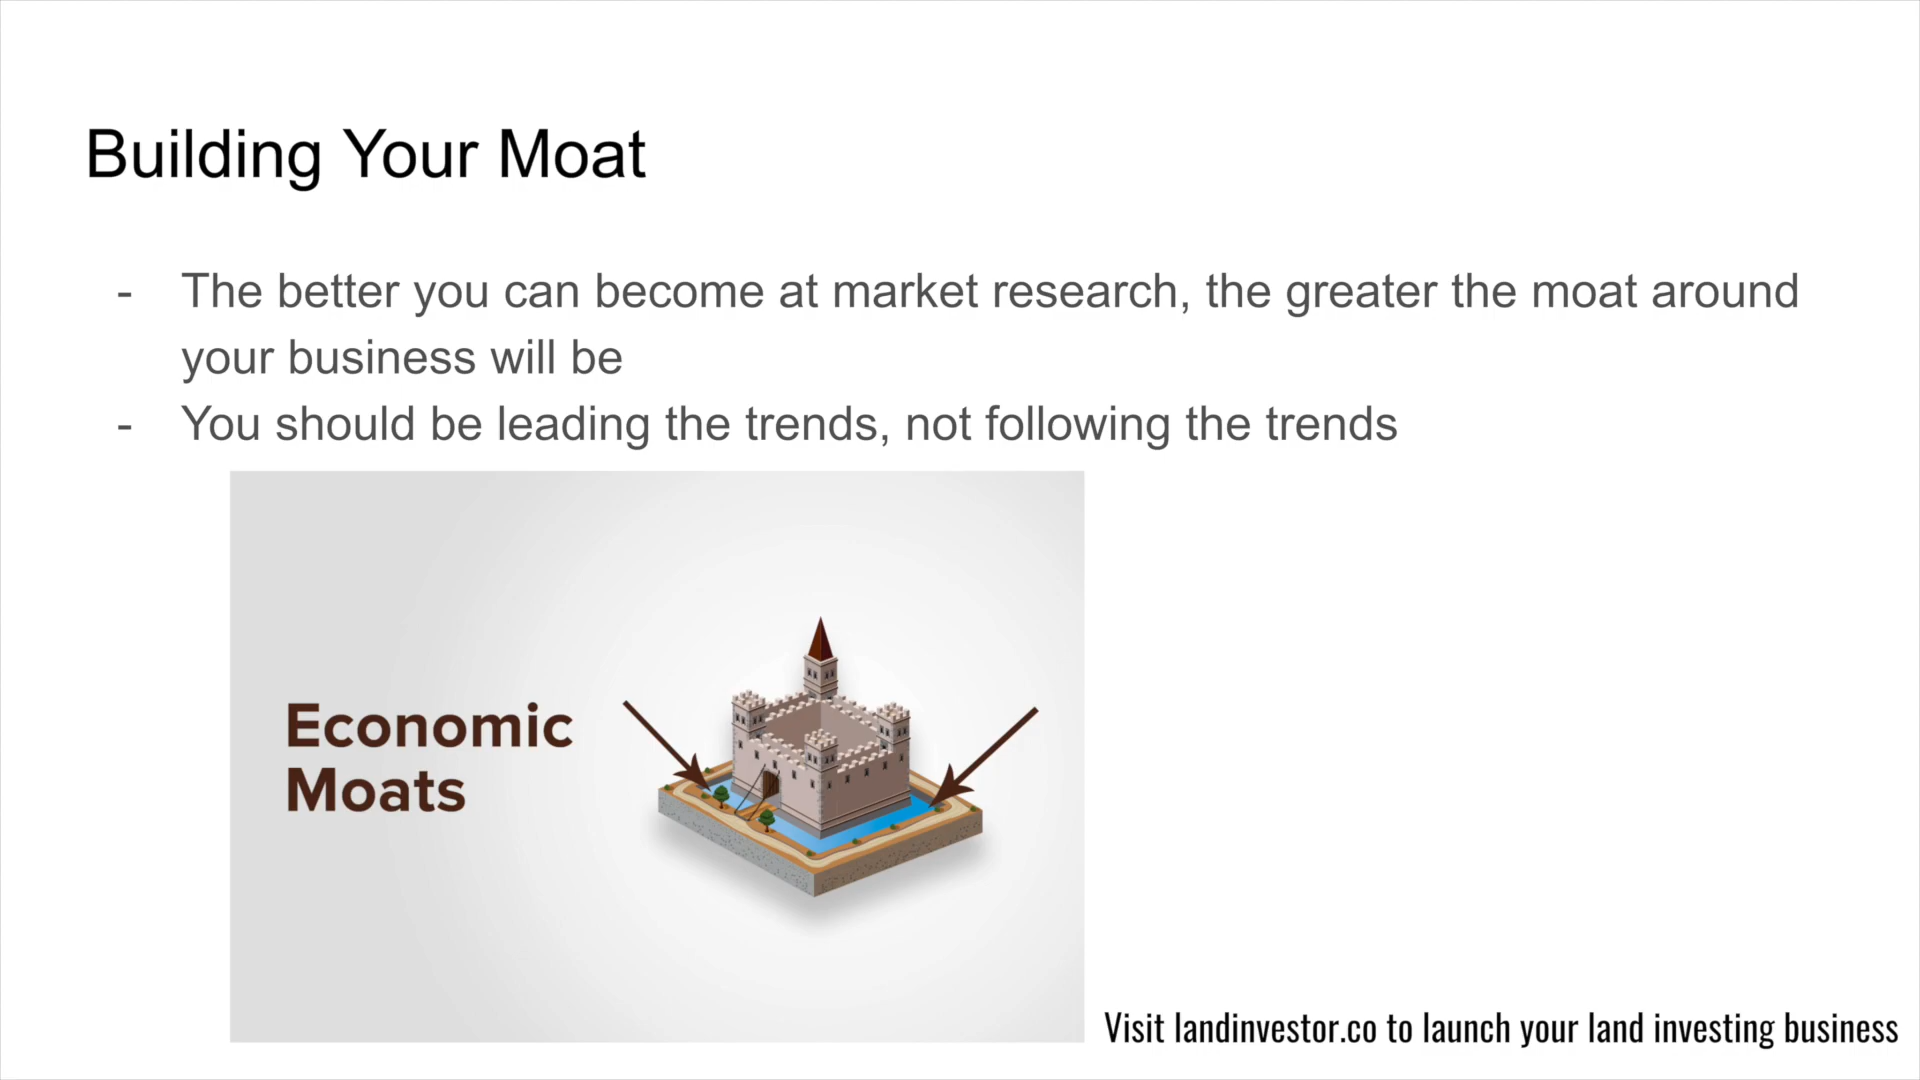 Building Your Moat
- The better you can become at market research, the greater the moat around
your business will be
- You should be leading the trends, not following the trends
Economic
Moats
Visit landinvestor.co to launch your land investing business